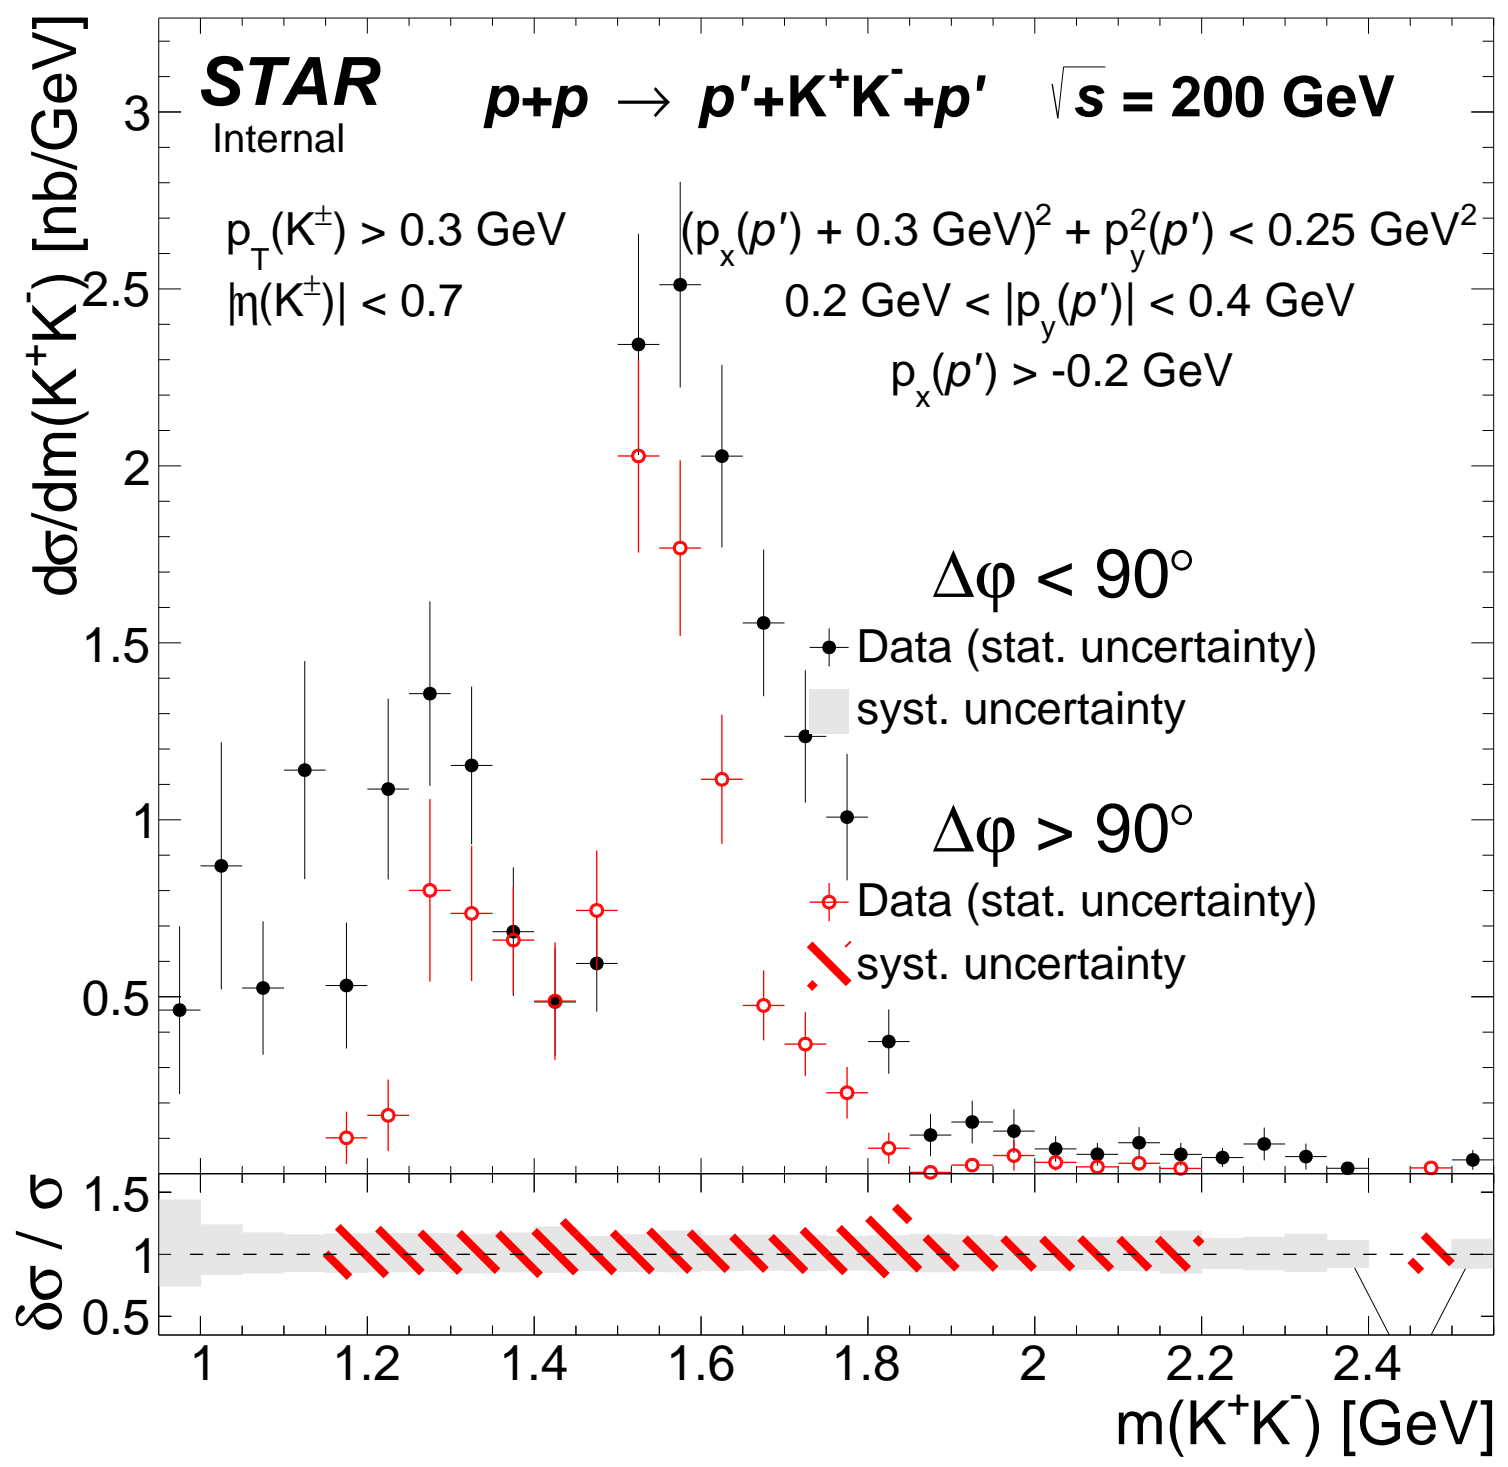 STAR
Internal
p+p → p′+K⁺K⁻+p′ √s = 200 GeV
p_T(K^±) > 0.3 GeV
|η(K^±)| < 0.7
(p_x(p′) + 0.3 GeV)² + p_y²(p′) < 0.25 GeV²
0.2 GeV < |p_y(p′)| < 0.4 GeV
p_x(p′) > -0.2 GeV
dσ/dm(K⁺K⁻) [nb/GeV]
3
2.5
2
1.5
1
0.5
Δφ < 90°
Data (stat. uncertainty)
syst. uncertainty
Δφ > 90°
Data (stat. uncertainty)
syst. uncertainty
δσ / σ
1.5
1
0.5
1 1.2 1.4 1.6 1.8 2 2.2 2.4
m(K⁺K⁻) [GeV]